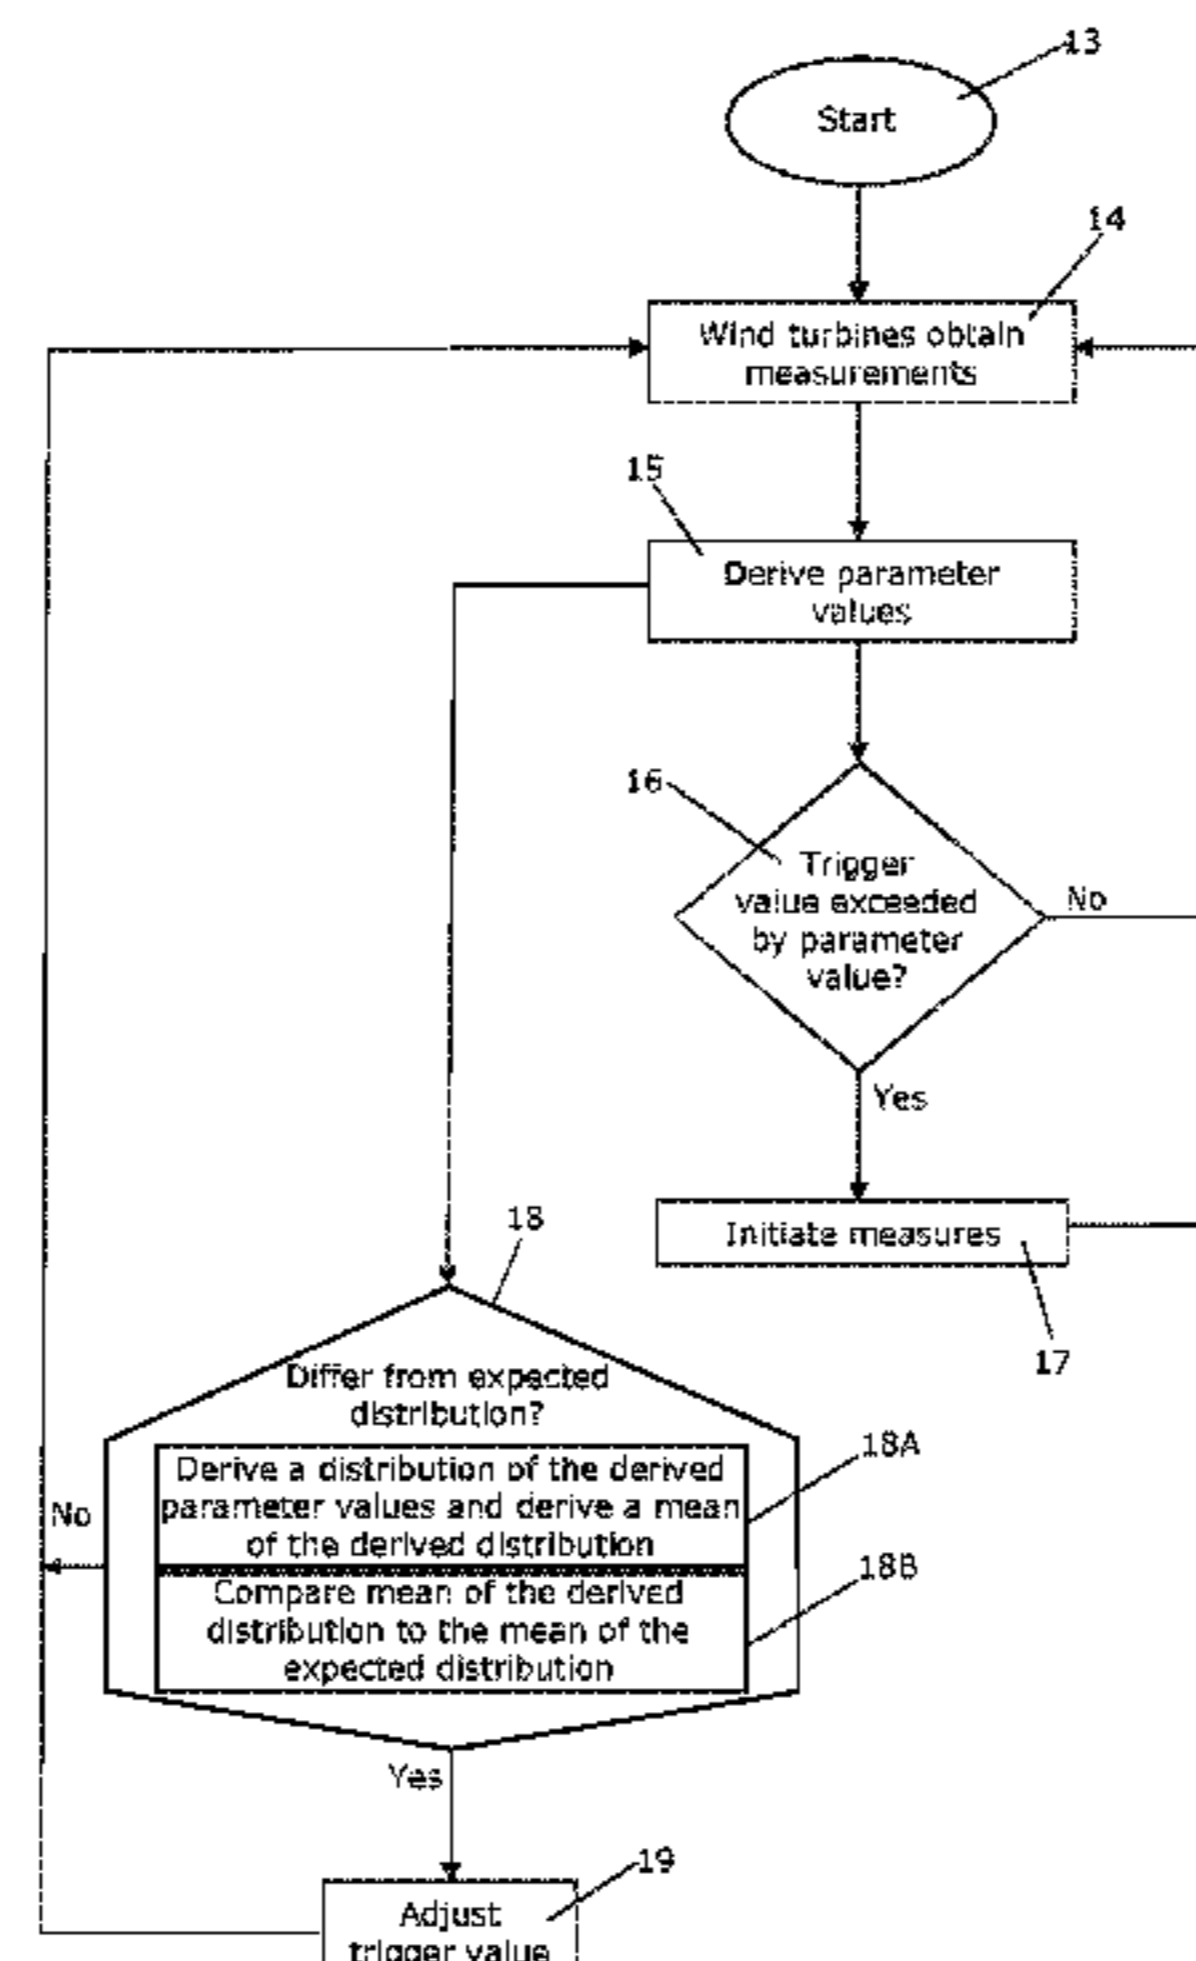 13
Start
14
Wind turbines obtain
measurements
15
Derive parameter
values
16
Trigger
value exceeded
by parameter
value?
No
Yes
Initiate measures
17
18
Differ from expected
distribution?
18A
Derive a distribution of the derived
parameter values and derive a mean
of the derived distribution
No
18B
Compare mean of the derived
distribution to the mean of the
expected distribution
Yes
19
Adjust
trigger value